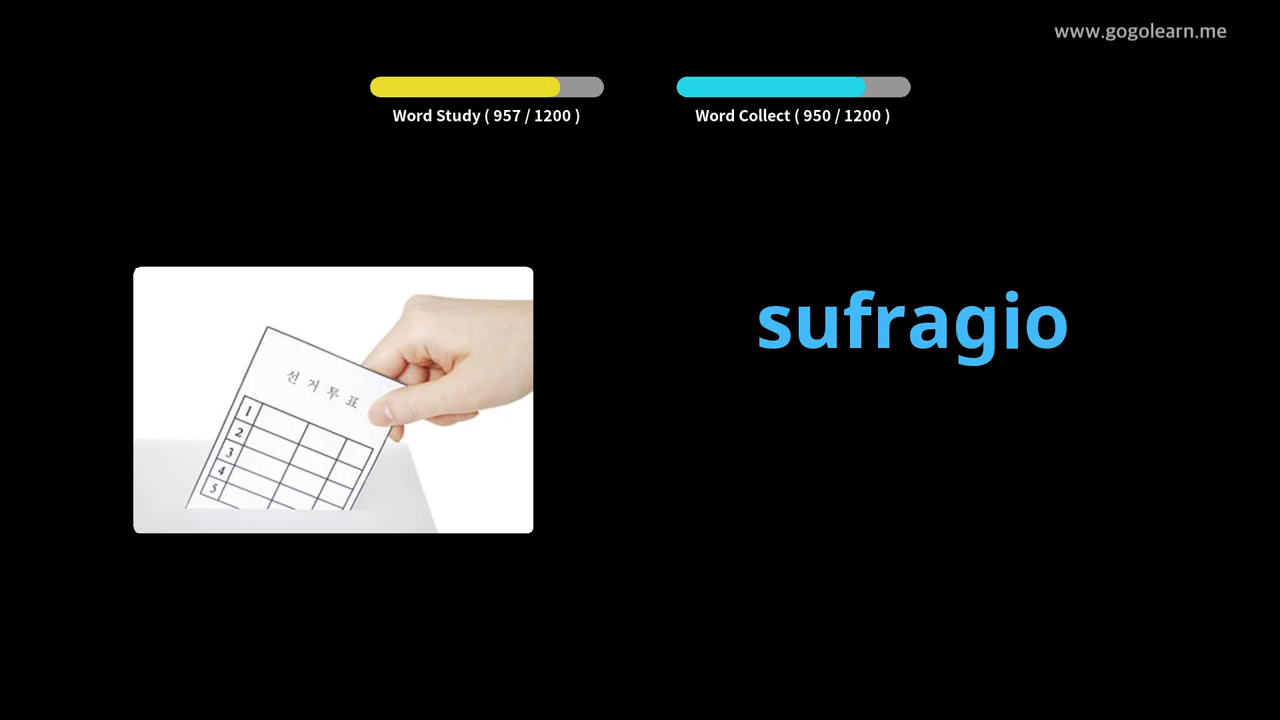 www.gogolearn.me
Word Study ( 957 / 1200 )
Word Collect ( 950 / 1200 )
sufragio
선거투표
1
2
3
4
5